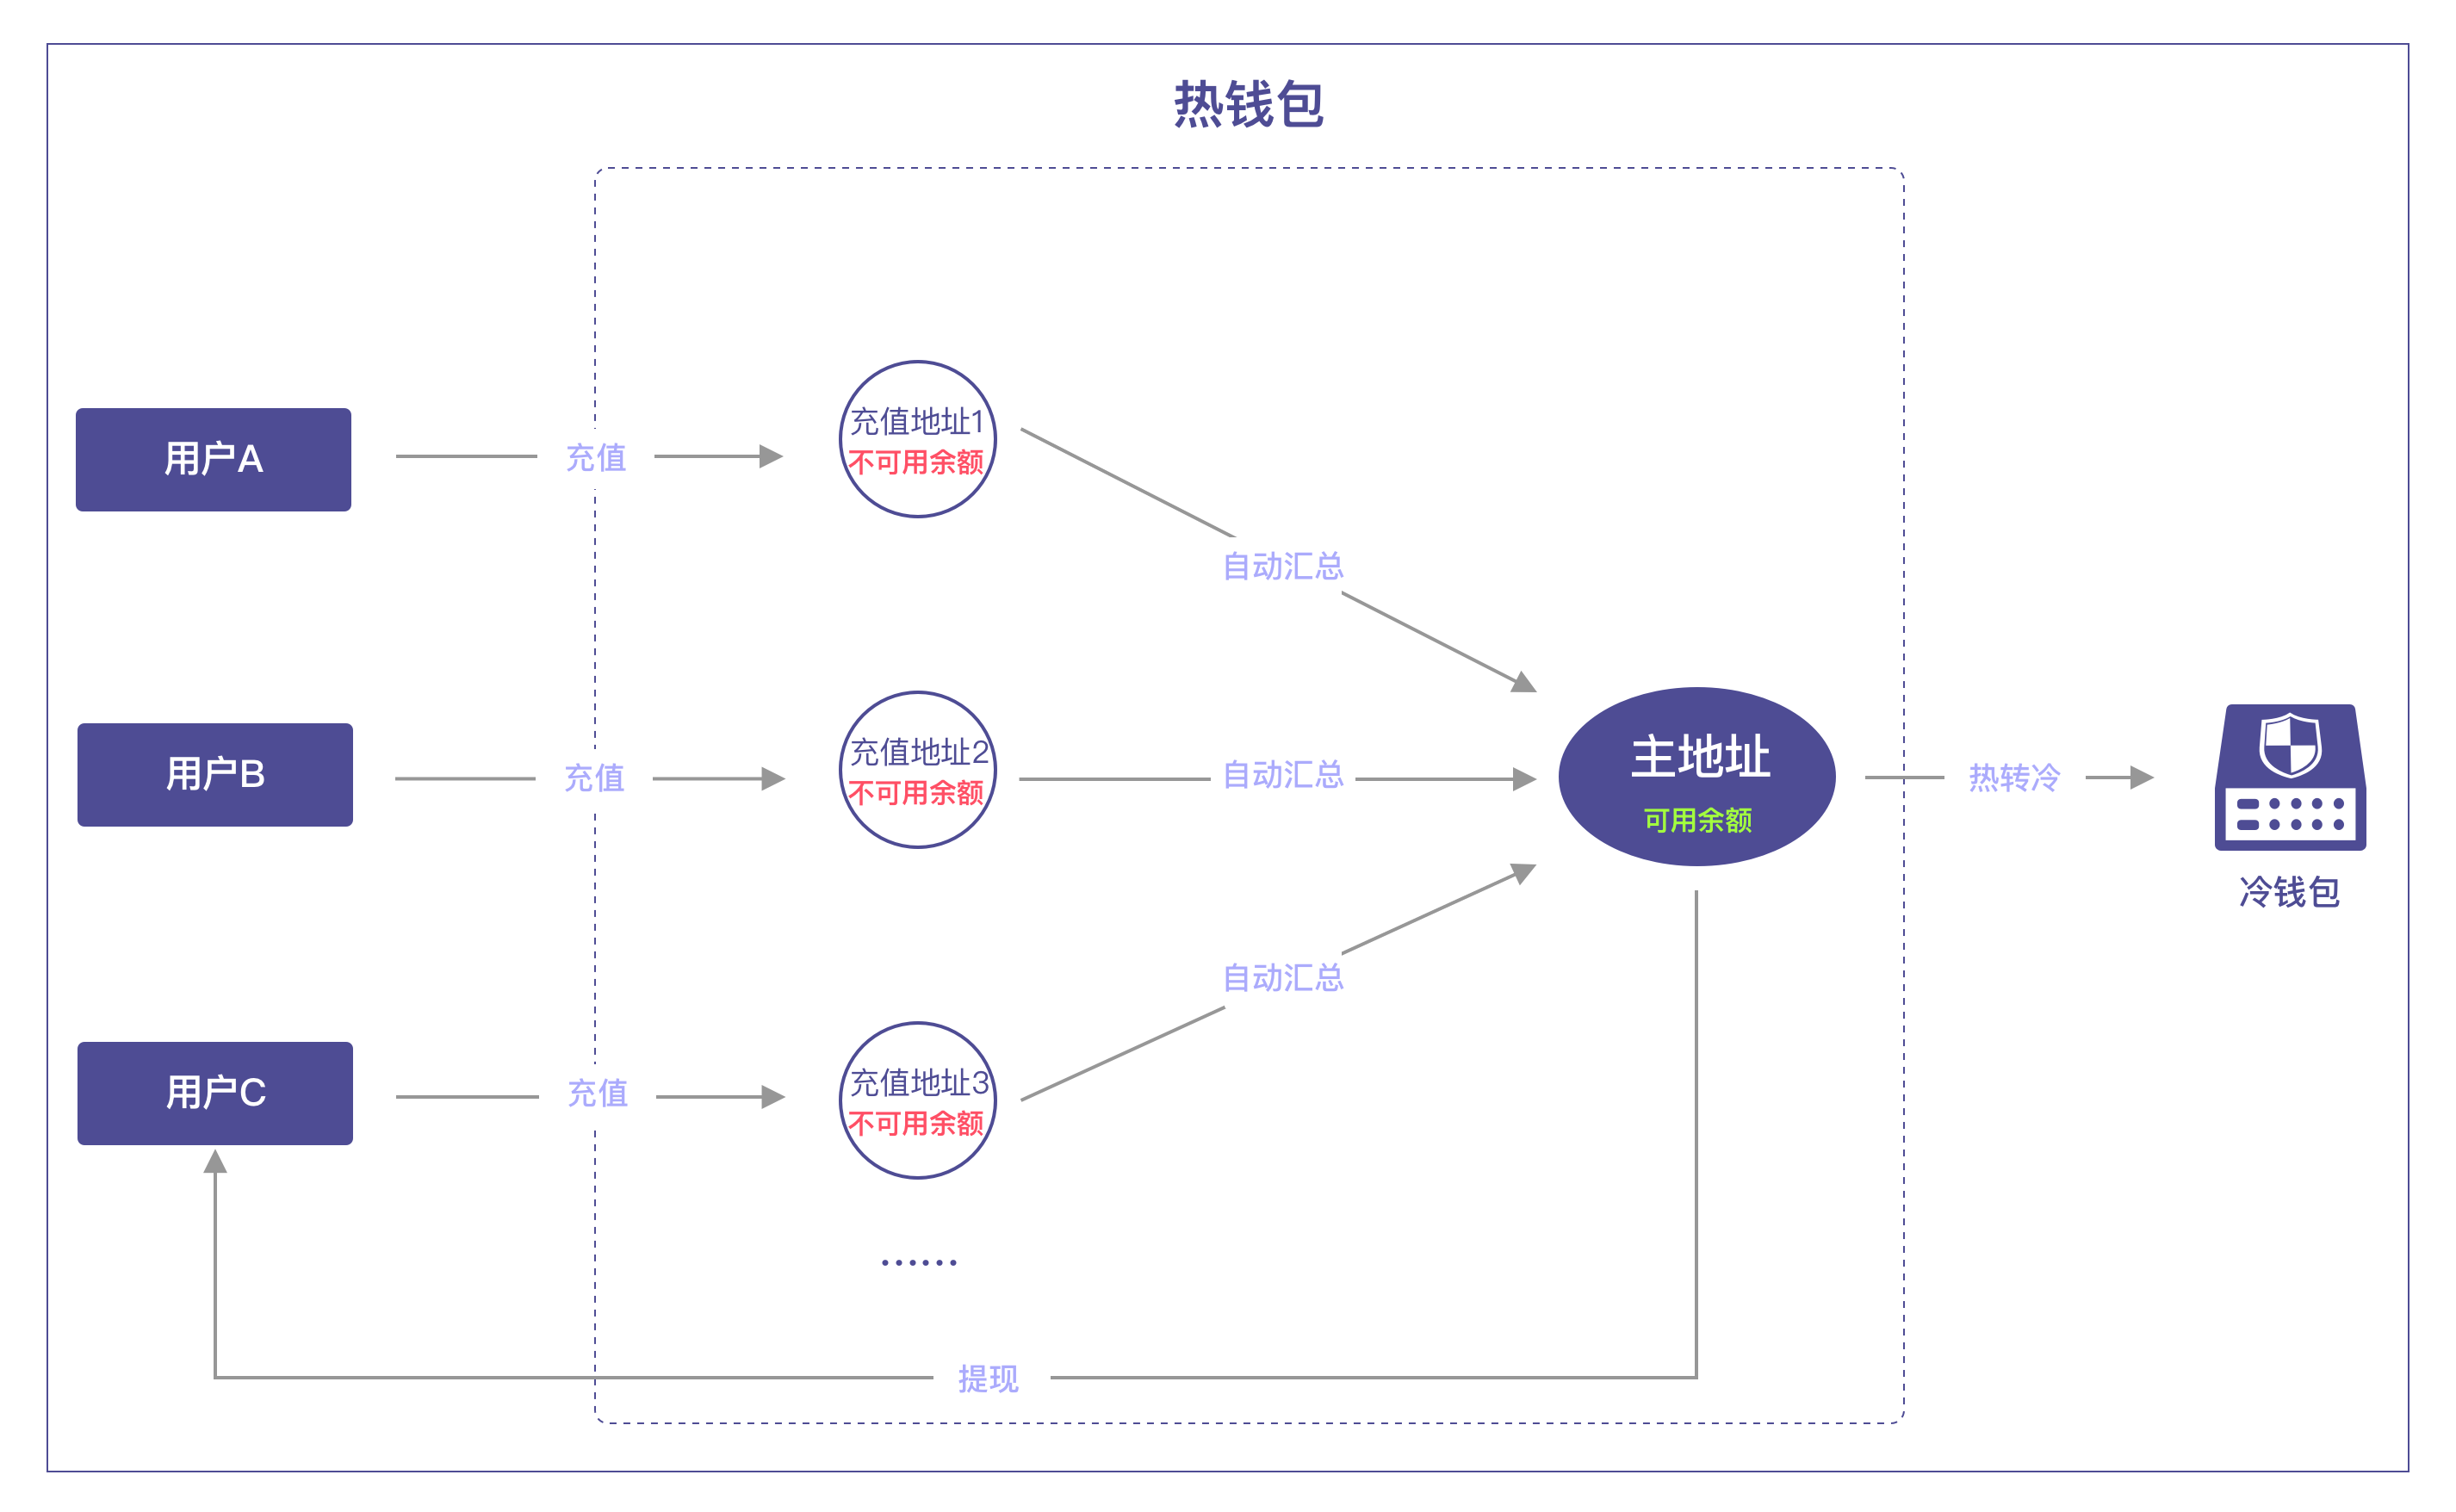 热钱包
用户A
充值
充值地址1
不可用余额
自动汇总
用户B
充值
充值地址2
不可用余额
自动汇总
主地址
可用余额
热转冷
冷钱包
用户C
充值
充值地址3
不可用余额
自动汇总
······
提现